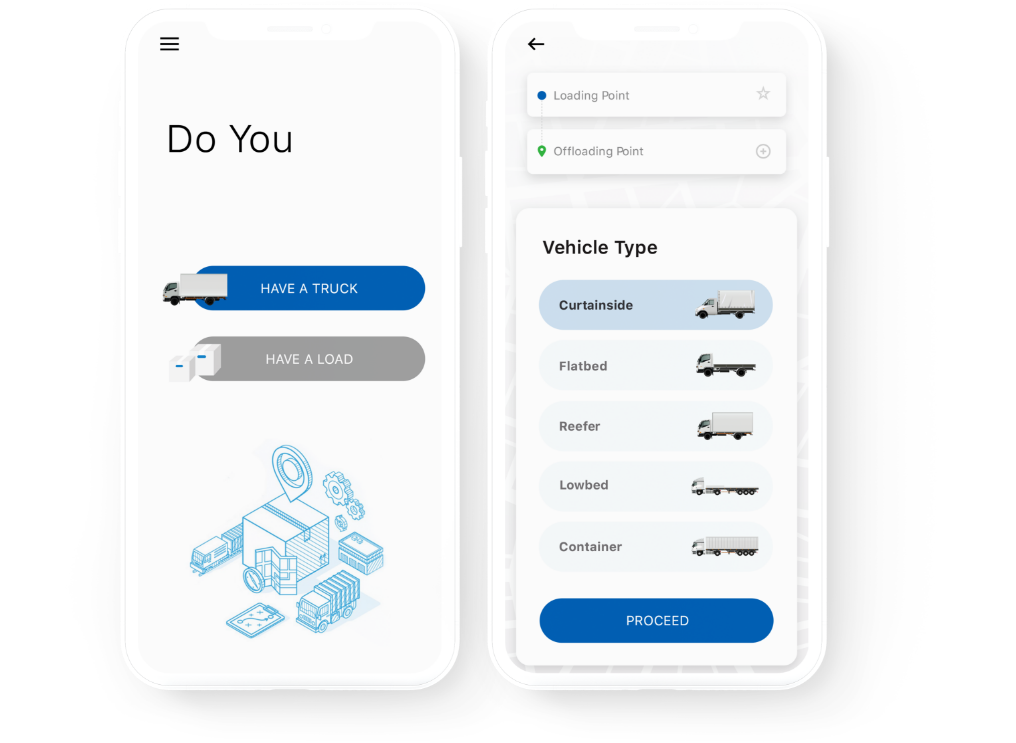 Do You
HAVE A TRUCK
HAVE A LOAD
Loading Point
Offloading Point
Vehicle Type
Curtainside
Flatbed
Reefer
Lowbed
Container
PROCEED